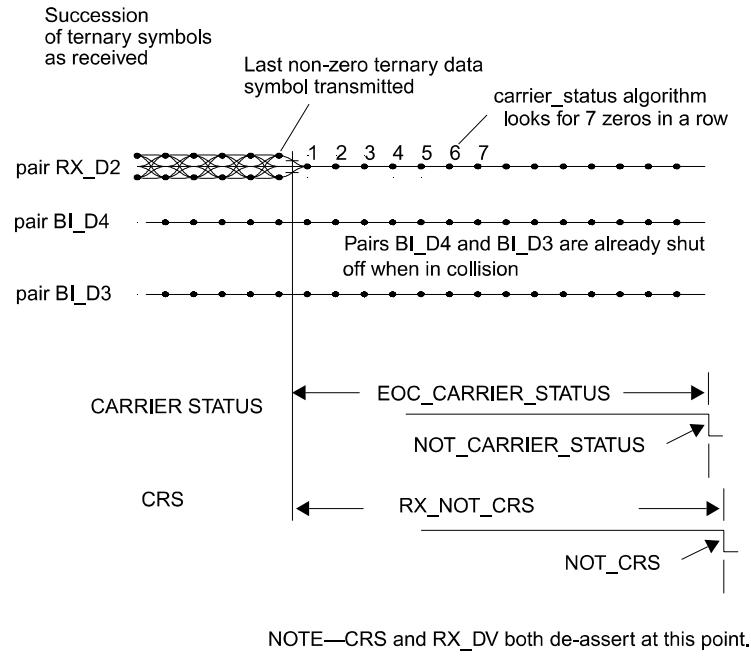 Succession
of ternary symbols
as received
Last non-zero ternary data
symbol transmitted
carrier_status algorithm
looks for 7 zeros in a row
1 2 3 4 5 6 7
pair RX_D2
pair BI_D4
Pairs BI_D4 and BI_D3 are already shut
off when in collision
pair BI_D3
EOC_CARRIER_STATUS
CARRIER STATUS
NOT_CARRIER_STATUS
CRS
RX_NOT_CRS
NOT_CRS
NOTE—CRS and RX_DV both de-assert at this point.